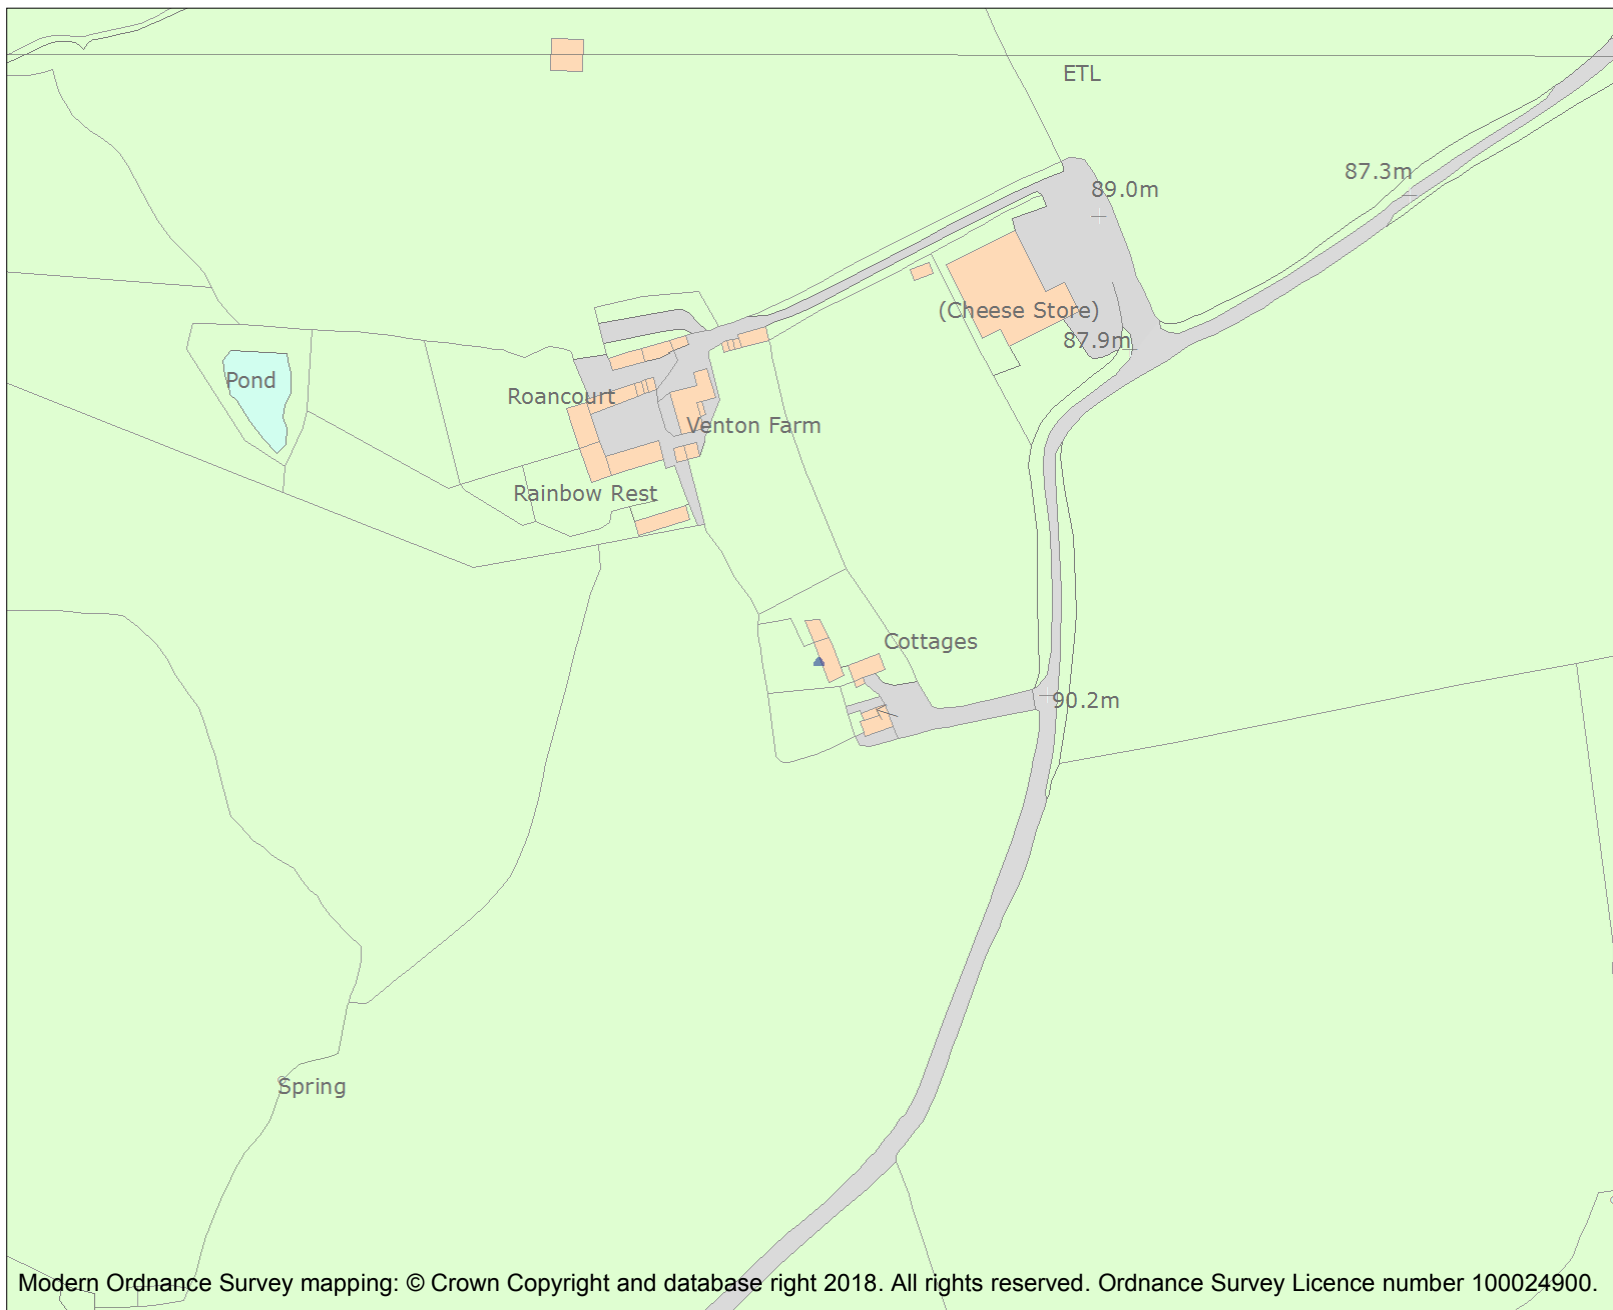 ETL
87.3m
89.0m
(Cheese Store)
87.9m
Pond
Roancourt
Venton Farm
Rainbow Rest
Cottages
90.2m
Spring
Modern Ordnance Survey mapping: © Crown Copyright and database right 2018. All rights reserved. Ordnance Survey Licence number 100024900.